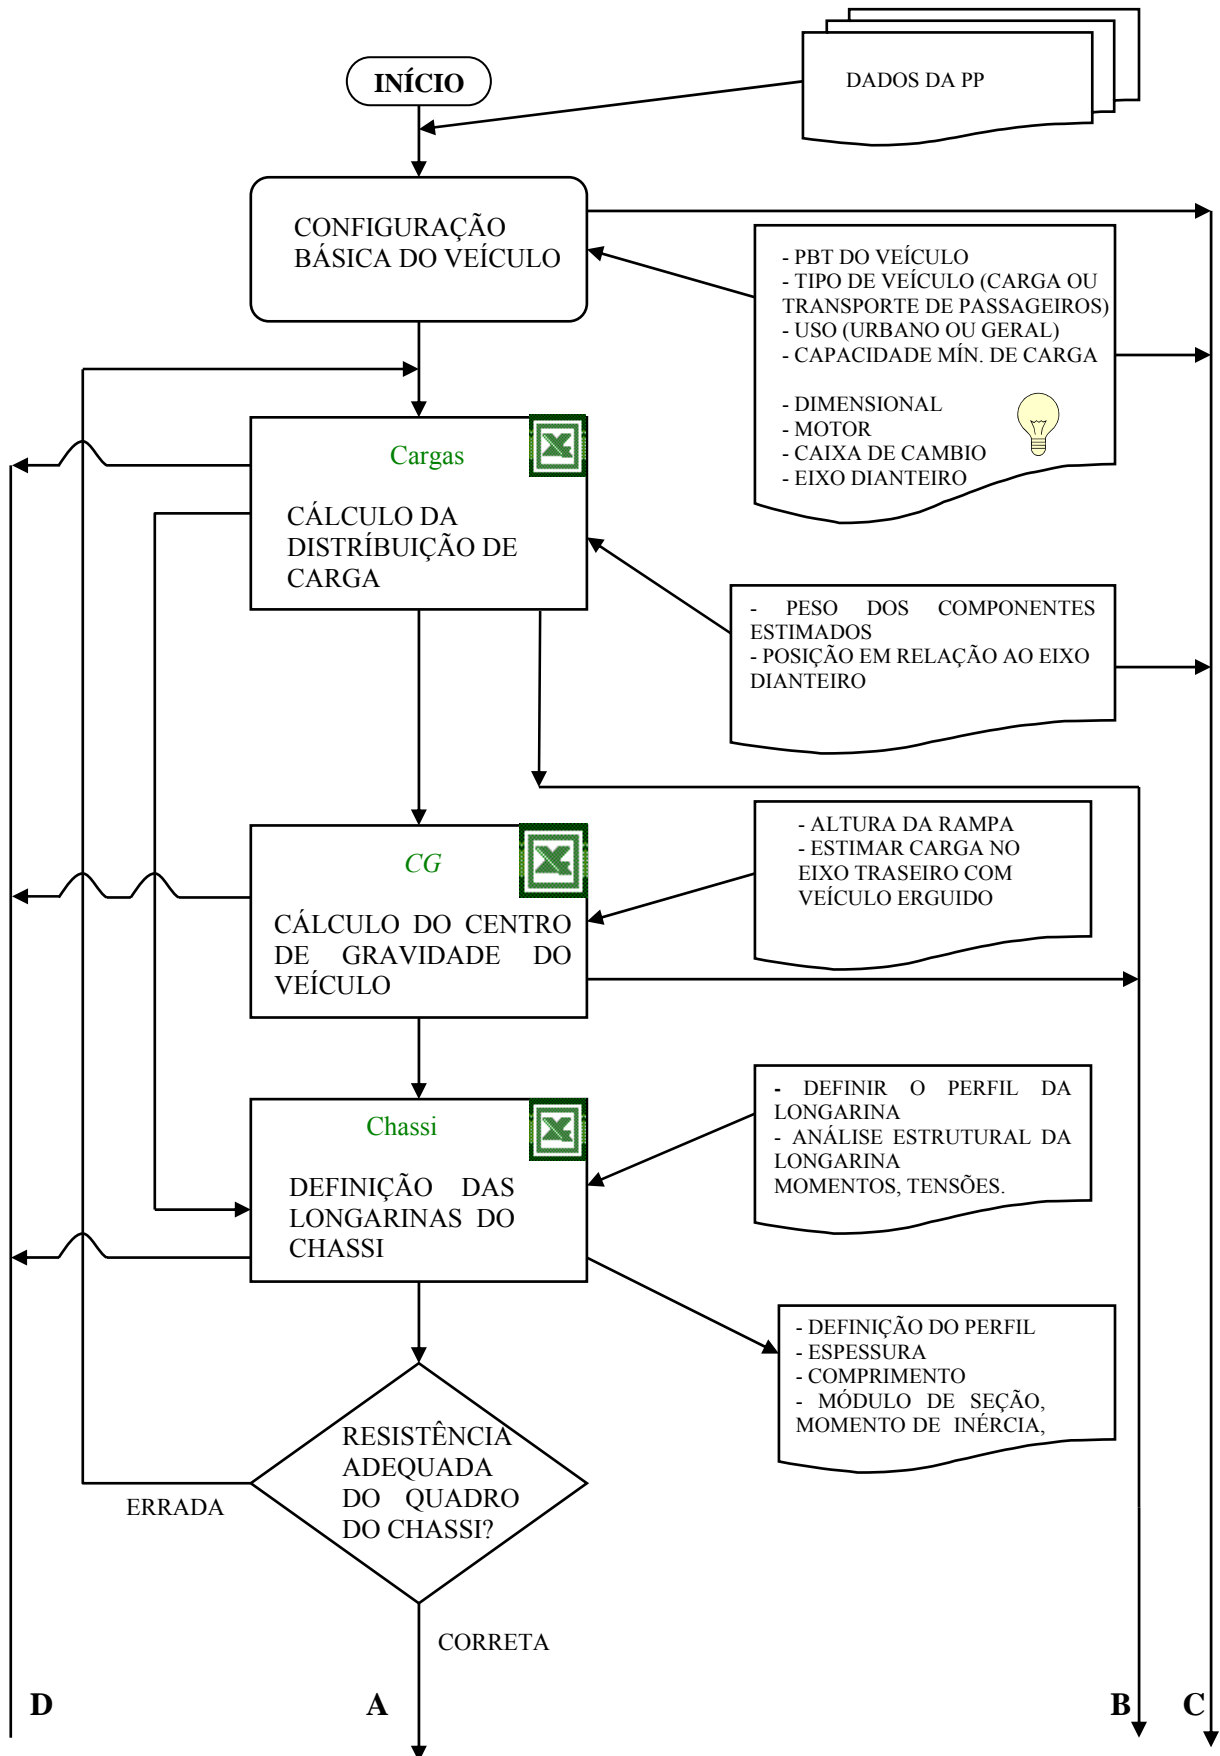 INÍCIO
DADOS DA PP
CONFIGURAÇÃO
BÁSICA DO VEÍCULO
- PBT DO VEÍCULO
- TIPO DE VEÍCULO (CARGA OU
TRANSPORTE DE PASSAGEIROS)
- USO (URBANO OU GERAL)
- CAPACIDADE MÍN. DE CARGA
- DIMENSIONAL
- MOTOR
- CAIXA DE CAMBIO
- EIXO DIANTEIRO
Cargas
CÁLCULO DA
DISTRÍBUIÇÃO DE
CARGA
- PESO DOS COMPONENTES
ESTIMADOS
- POSIÇÃO EM RELAÇÃO AO EIXO
DIANTEIRO
CG
CÁLCULO DO CENTRO
DE GRAVIDADE DO
VEÍCULO
- ALTURA DA RAMPA
- ESTIMAR CARGA NO
EIXO TRASEIRO COM
VEÍCULO ERGUIDO
Chassi
DEFINIÇÃO DAS
LONGARINAS DO
CHASSI
- DEFINIR O PERFIL DA
LONGARINA
- ANÁLISE ESTRUTURAL DA
LONGARINA
MOMENTOS, TENSÕES.
- DEFINIÇÃO DO PERFIL
- ESPESSURA
- COMPRIMENTO
- MÓDULO DE SEÇÃO,
MOMENTO DE INÉRCIA,
RESISTÊNCIA
ADEQUADA
DO QUADRO
DO CHASSI?
ERRADA
CORRETA
D
A
B
C